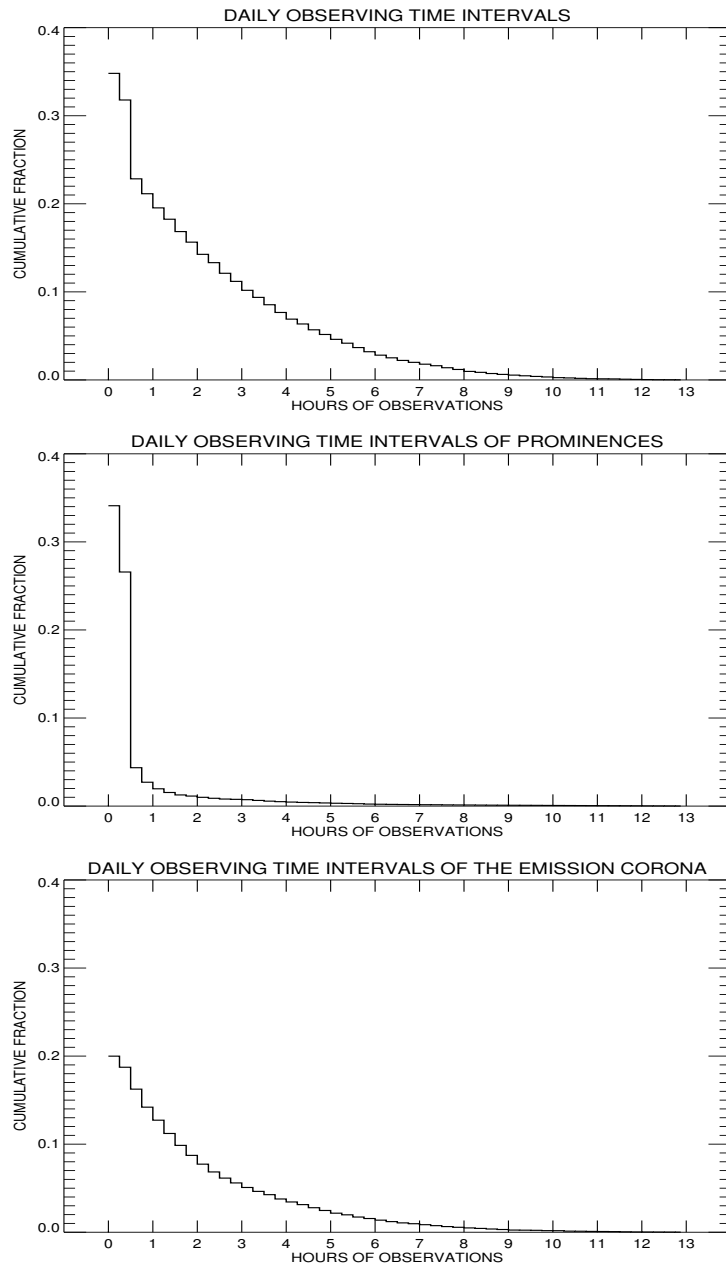 DAILY OBSERVING TIME INTERVALS
0.4
0.3
0.2
0.1
0.0
CUMULATIVE FRACTION
0 1 2 3 4 5 6 7 8 9 10 11 12 13
HOURS OF OBSERVATIONS
DAILY OBSERVING TIME INTERVALS OF PROMINENCES
0.4
0.3
0.2
0.1
0.0
CUMULATIVE FRACTION
0 1 2 3 4 5 6 7 8 9 10 11 12 13
HOURS OF OBSERVATIONS
DAILY OBSERVING TIME INTERVALS OF THE EMISSION CORONA
0.4
0.3
0.2
0.1
0.0
CUMULATIVE FRACTION
0 1 2 3 4 5 6 7 8 9 10 11 12 13
HOURS OF OBSERVATIONS